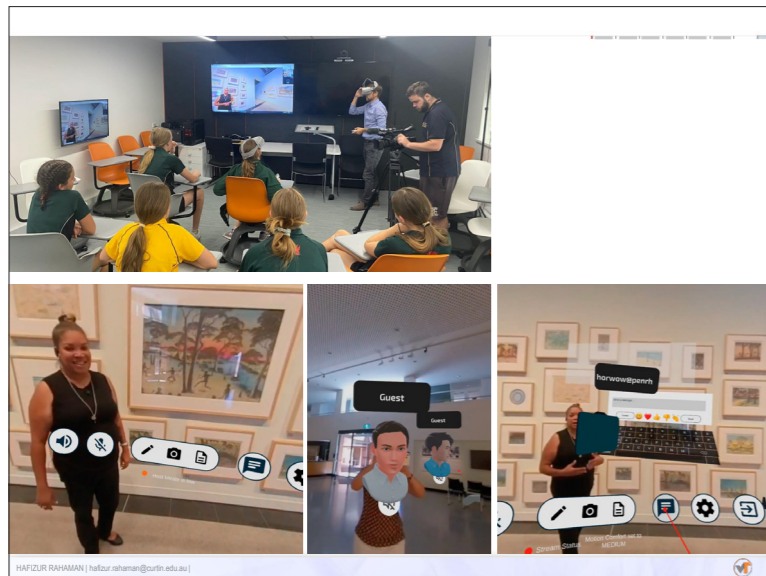 Guest
Guest
horwow@penrh
Stream Status
Motion Comfort set to
MEDIUM
HAFIZUR RAHAMAN | hafizur.rahaman@curtin.edu.au |